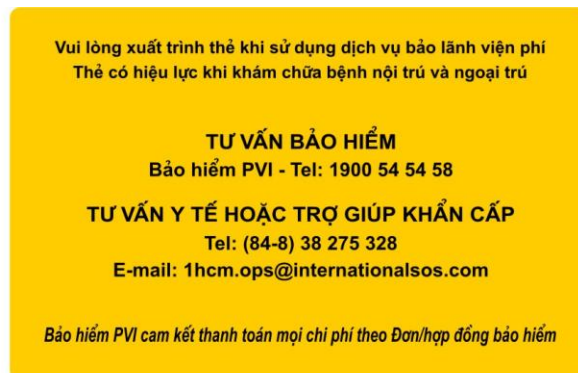 Vui lòng xuất trình thẻ khi sử dụng dịch vụ bảo lãnh viện phí
Thẻ có hiệu lực khi khám chữa bệnh nội trú và ngoại trú
TƯ VẤN BẢO HIỂM
Bảo hiểm PVI - Tel: 1900 54 54 58
TƯ VẤN Y TẾ HOẶC TRỢ GIÚP KHẨN CẤP
Tel: (84-8) 38 275 328
E-mail: 1hcm.ops@internationalsos.com
Bảo hiểm PVI cam kết thanh toán mọi chi phí theo Đơn/hợp đồng bảo hiểm